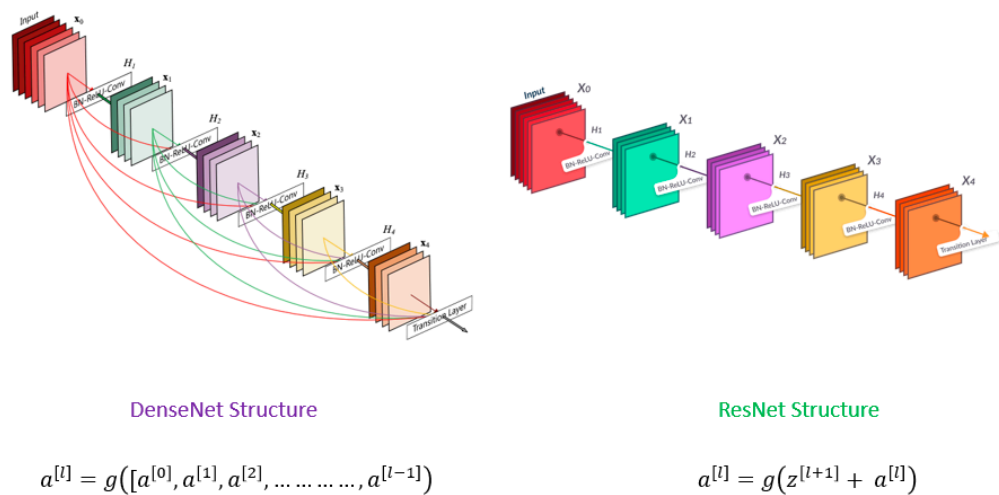 Input
x₀
H₁
x₁
BN-ReLU-Conv
H₂
x₂
BN-ReLU-Conv
H₃
x₃
BN-ReLU-Conv
H₄
x₄
BN-ReLU-Conv
Transition Layer
Input
X₀
H1
X₁
BN-ReLU-Conv
H2
X₂
BN-ReLU-Conv
H3
X₃
BN-ReLU-Conv
H4
X₄
BN-ReLU-Conv
Transition Layer
DenseNet Structure
ResNet Structure
a^[l] = g([a^[0], a^[1], a^[2], … … … …, a^[l−1])
a^[l] = g(z^[l+1] + a^[l])